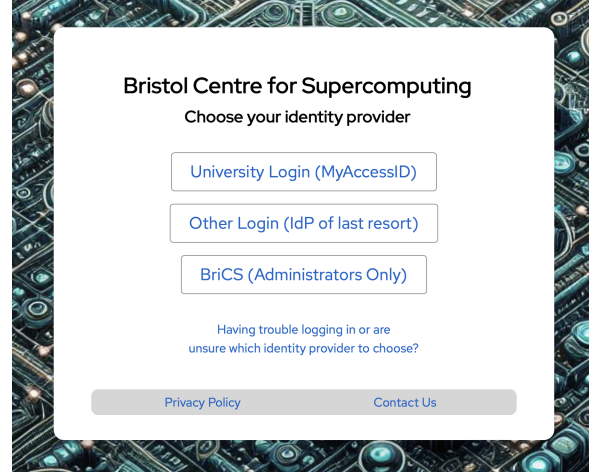 Bristol Centre for Supercomputing
Choose your identity provider
University Login (MyAccessID)
Other Login (IdP of last resort)
BriCS (Administrators Only)
Having trouble logging in or are
unsure which identity provider to choose?
Privacy Policy Contact Us